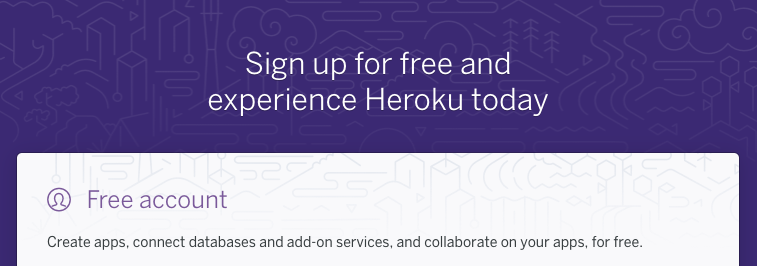 Sign up for free and
experience Heroku today
Free account
Create apps, connect databases and add-on services, and collaborate on your apps, for free.